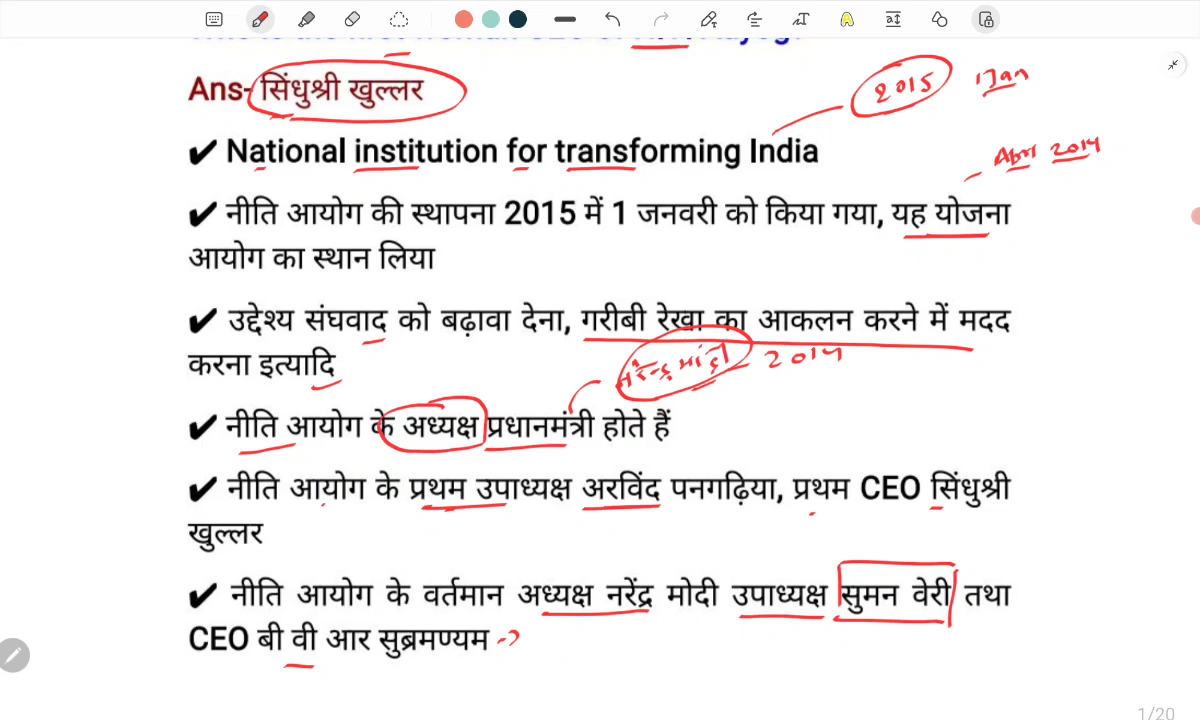 Ans- सिंधुश्री खुल्लर
2015 1 Jan
✔ National institution for transforming India
April 2014
✔ नीति आयोग की स्थापना 2015 में 1 जनवरी को किया गया, यह योजना
आयोग का स्थान लिया
✔ उद्देश्य संघवाद को बढ़ावा देना, गरीबी रेखा का आकलन करने में मदद
करना इत्यादि
नरेन्द्र मोदी 2014
✔ नीति आयोग के अध्यक्ष प्रधानमंत्री होते हैं
✔ नीति आयोग के प्रथम उपाध्यक्ष अरविंद पनगढ़िया, प्रथम CEO सिंधुश्री
खुल्लर
✔ नीति आयोग के वर्तमान अध्यक्ष नरेंद्र मोदी उपाध्यक्ष सुमन वेरी तथा
CEO बी वी आर सुब्रमण्यम
1/20